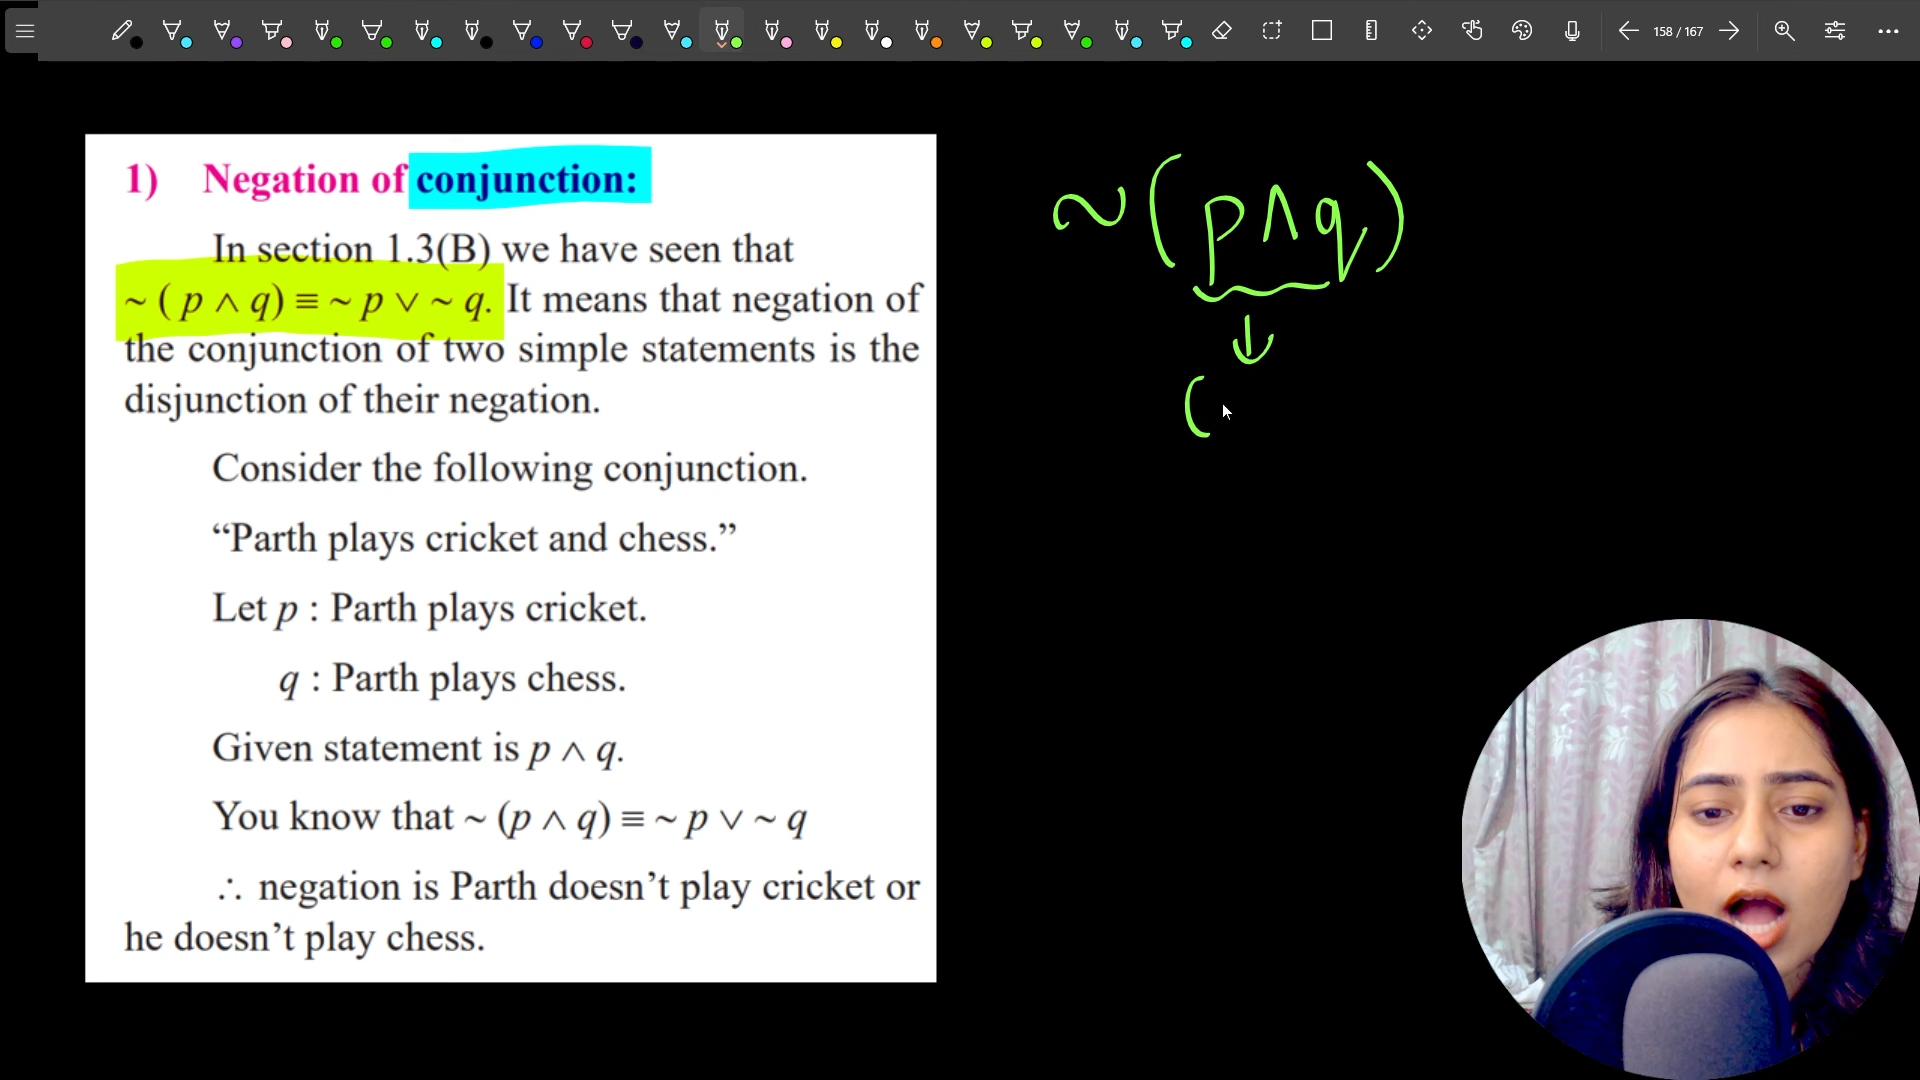 158 / 167
1) Negation of conjunction:
In section 1.3(B) we have seen that
~ ( p ∧ q) ≡ ~ p ∨ ~ q. It means that negation of
the conjunction of two simple statements is the
disjunction of their negation.
Consider the following conjunction.
“Parth plays cricket and chess.”
Let p : Parth plays cricket.
q : Parth plays chess.
Given statement is p ∧ q.
You know that ~ (p ∧ q) ≡ ~ p ∨ ~ q
∴ negation is Parth doesn’t play cricket or
he doesn’t play chess.
~ (p ∧ q)
↓
(